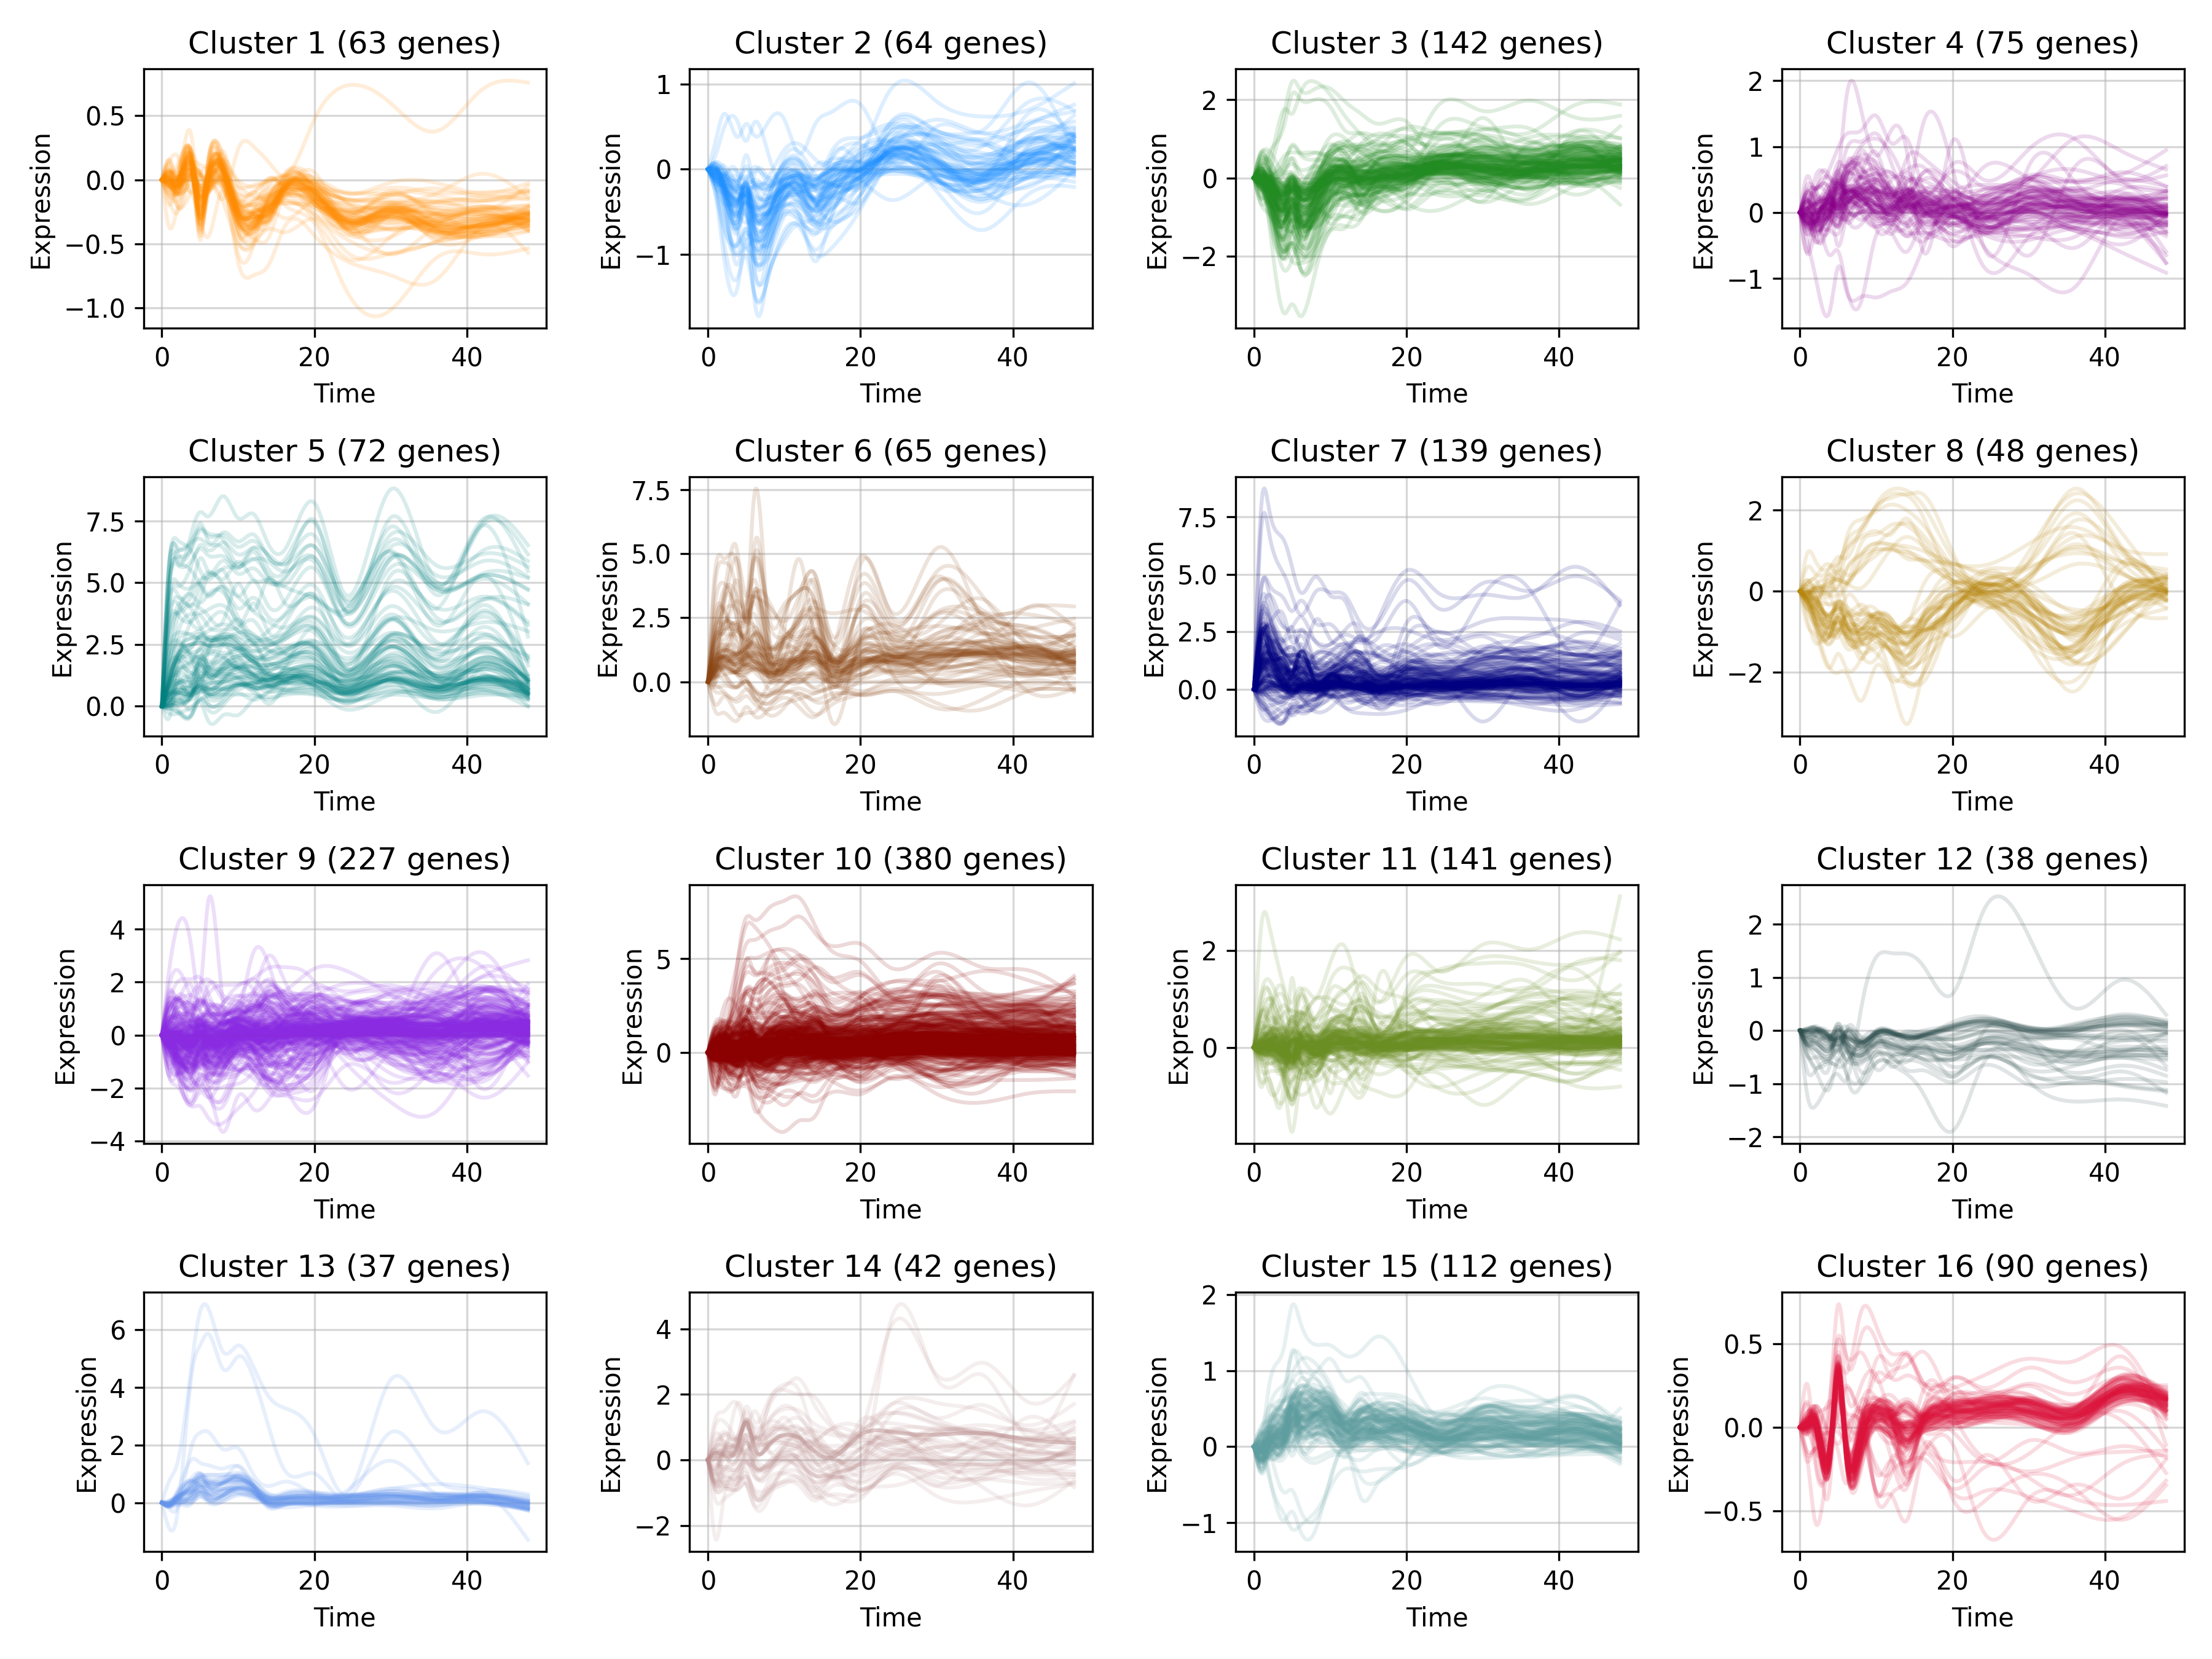 Cluster 1 (63 genes)
Expression
0.5
0.0
−0.5
−1.0
0 20 40
Time
Cluster 2 (64 genes)
Expression
1
0
−1
0 20 40
Time
Cluster 3 (142 genes)
Expression
2
0
−2
0 20 40
Time
Cluster 4 (75 genes)
Expression
2
1
0
−1
0 20 40
Time
Cluster 5 (72 genes)
Expression
7.5
5.0
2.5
0.0
0 20 40
Time
Cluster 6 (65 genes)
Expression
7.5
5.0
2.5
0.0
0 20 40
Time
Cluster 7 (139 genes)
Expression
7.5
5.0
2.5
0.0
0 20 40
Time
Cluster 8 (48 genes)
Expression
2
0
−2
0 20 40
Time
Cluster 9 (227 genes)
Expression
4
2
0
−2
−4
0 20 40
Time
Cluster 10 (380 genes)
Expression
5
0
0 20 40
Time
Cluster 11 (141 genes)
Expression
2
0
0 20 40
Time
Cluster 12 (38 genes)
Expression
2
1
0
−1
−2
0 20 40
Time
Cluster 13 (37 genes)
Expression
6
4
2
0
0 20 40
Time
Cluster 14 (42 genes)
Expression
4
2
0
−2
0 20 40
Time
Cluster 15 (112 genes)
Expression
2
1
0
−1
0 20 40
Time
Cluster 16 (90 genes)
Expression
0.5
0.0
−0.5
0 20 40
Time